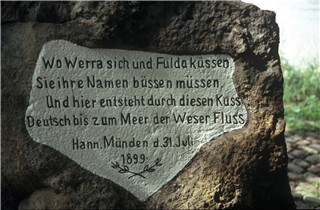 Wo Werra sich und Fulda küssen
Sie ihre Namen büssen müssen,
Und hier entsteht durch diesen Kuss
Deutsch bis zum Meer der Weser Fluss.
Hann. Münden d. 31. Juli
1899.